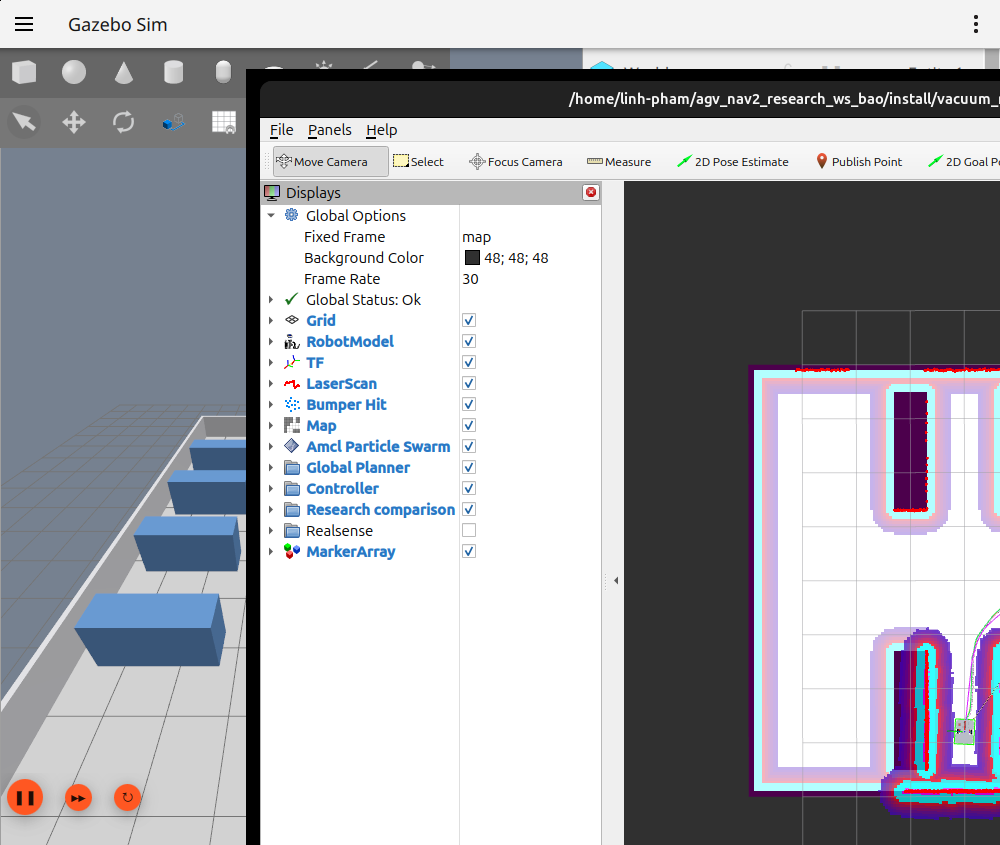 Gazebo Sim
/home/linh-pham/agv_nav2_research_ws_bao/install/vacuum_
File Panels Help
Move Camera Select Focus Camera Measure 2D Pose Estimate Publish Point 2D Goal Po
Displays
Global Options
Fixed Frame map
Background Color 48; 48; 48
Frame Rate 30
Global Status: Ok
Grid
RobotModel
TF
LaserScan
Bumper Hit
Map
Amcl Particle Swarm
Global Planner
Controller
Research comparison
Realsense
MarkerArray